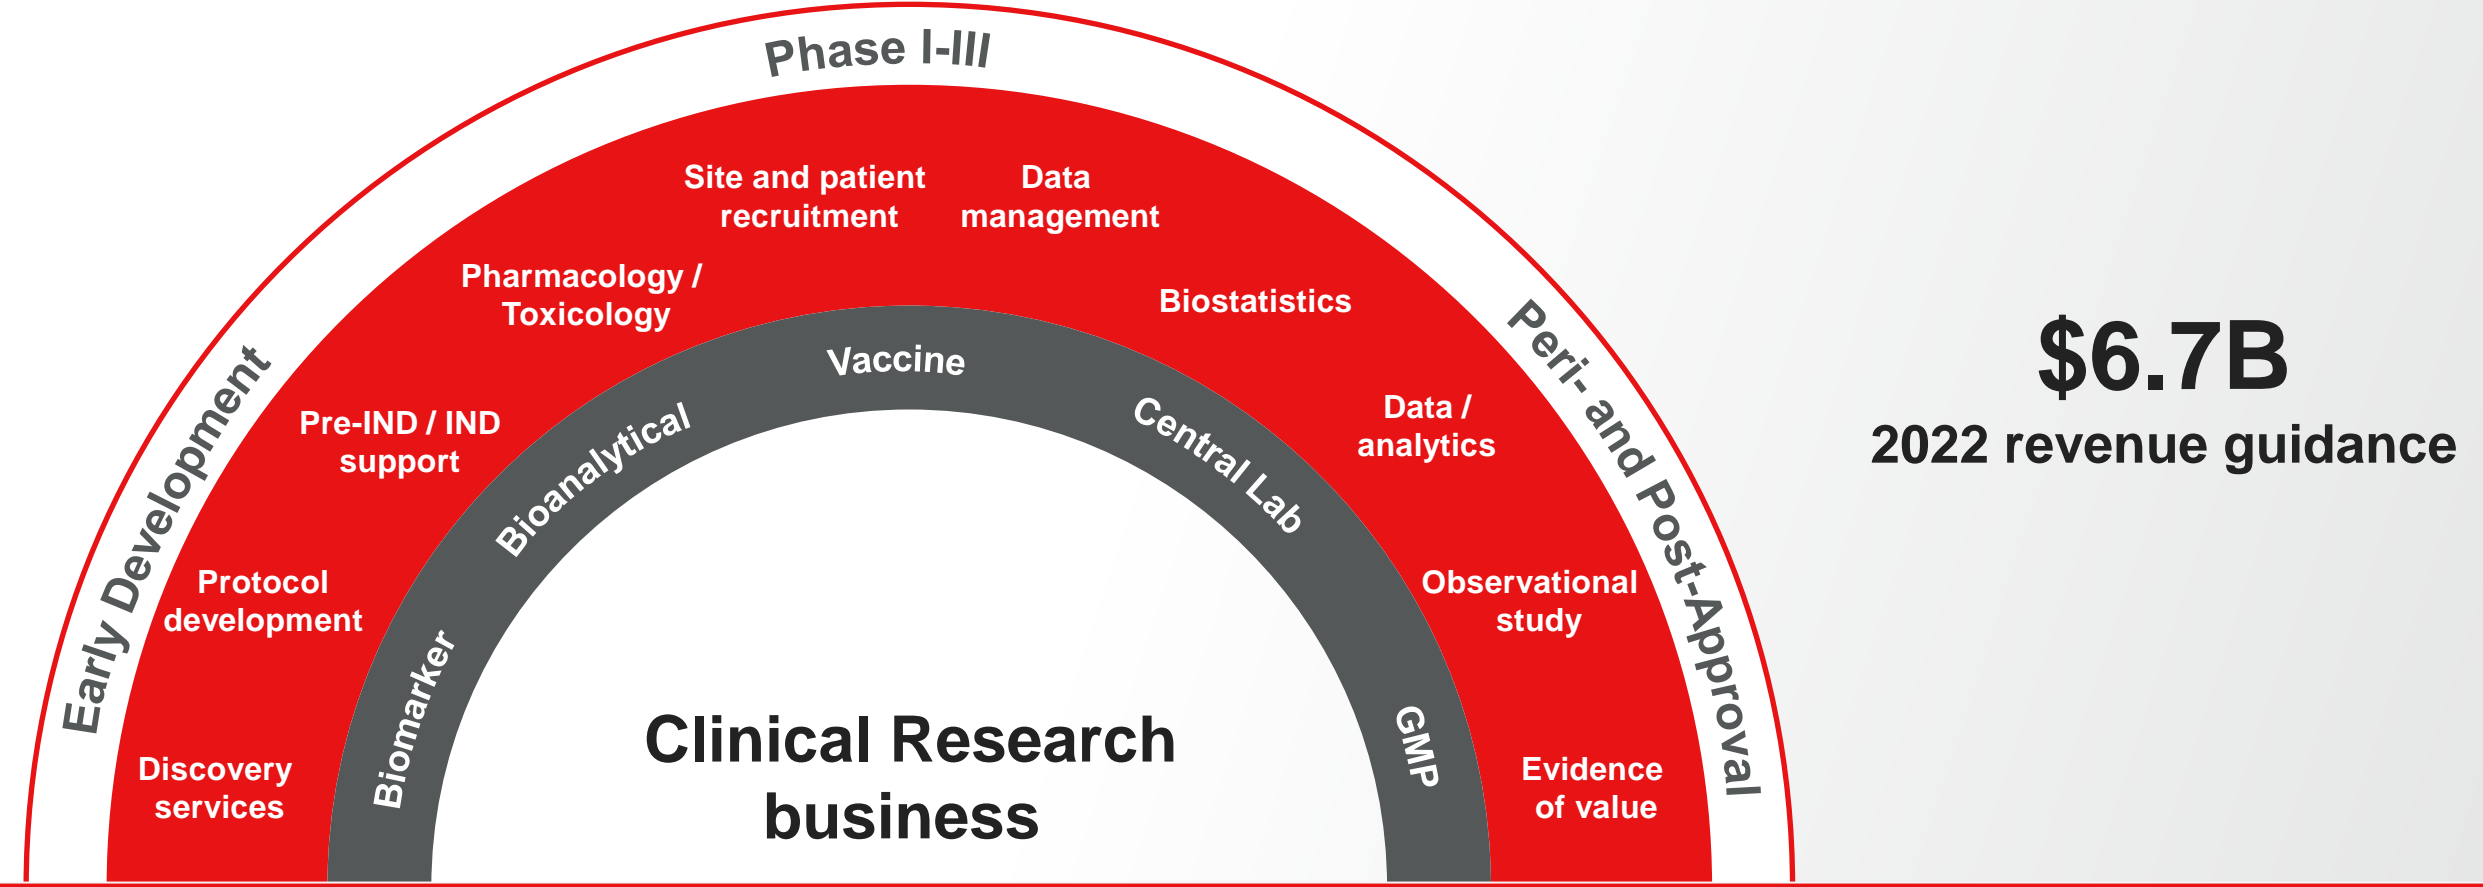 Phase I-III
Early Development
Peri- and Post-Approval
Discovery
services
Protocol
development
Pre-IND / IND
support
Pharmacology /
Toxicology
Site and patient
recruitment
Data
management
Biostatistics
Data /
analytics
Observational
study
Evidence
of value
Biomarker
Bioanalytical
Vaccine
Central Lab
GMP
Clinical Research
business
$6.7B
2022 revenue guidance